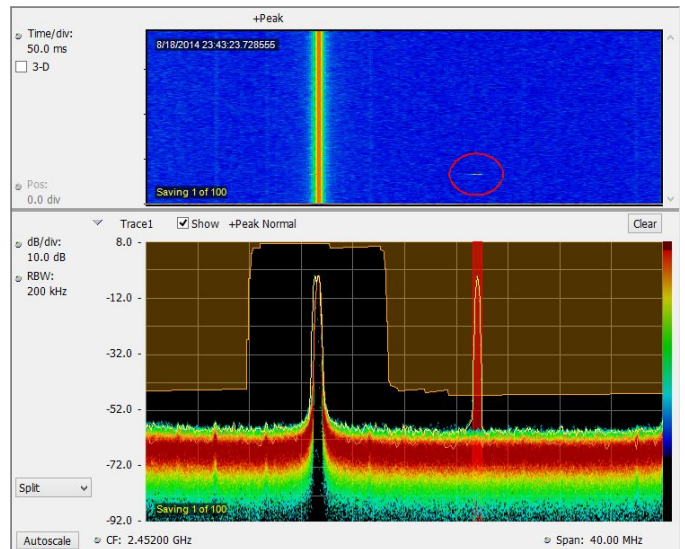 +Peak
Time/div:
50.0 ms
3-D
8/18/2014 23:43:23.728555
Pos:
0.0 div
Saving 1 of 100
Trace1 Show +Peak Normal Clear
dB/div:
10.0 dB
RBW:
200 kHz
8.0
-12.0
-32.0
-52.0
-72.0
-92.0
Split
Saving 1 of 100
Autoscale CF: 2.45200 GHz Span: 40.00 MHz